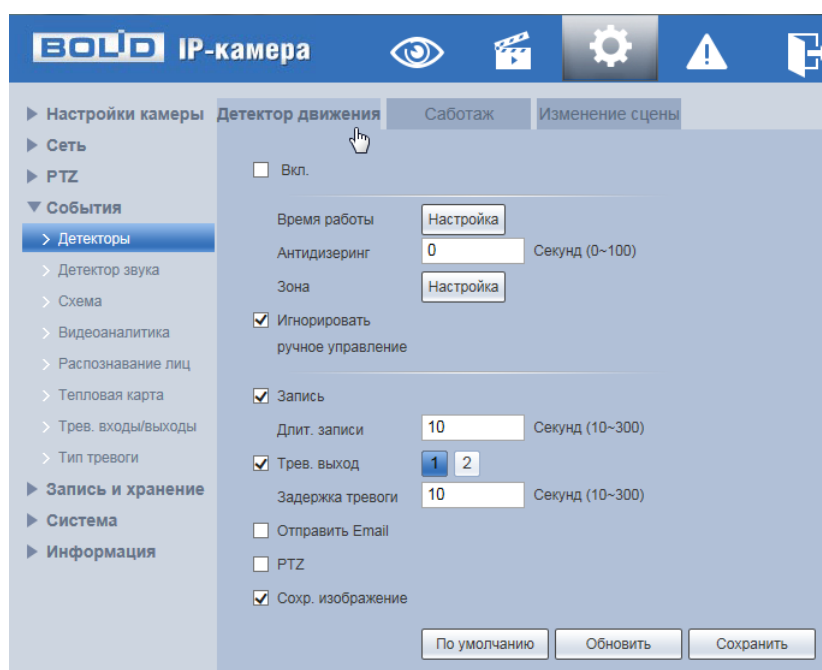 BOLID IP-камера
Настройки камеры
Сеть
PTZ
События
Детекторы
Детектор звука
Схема
Видеоаналитика
Распознавание лиц
Тепловая карта
Трев. входы/выходы
Тип тревоги
Запись и хранение
Система
Информация
Детектор движения Саботаж Изменение сцены
Вкл.
Время работы Настройка
Антидизеринг 0 Секунд (0~100)
Зона Настройка
Игнорировать
ручное управление
Запись
Длит. записи 10 Секунд (10~300)
Трев. выход 1 2
Задержка тревоги 10 Секунд (10~300)
Отправить Email
PTZ
Сохр. изображение
По умолчанию Обновить Сохранить